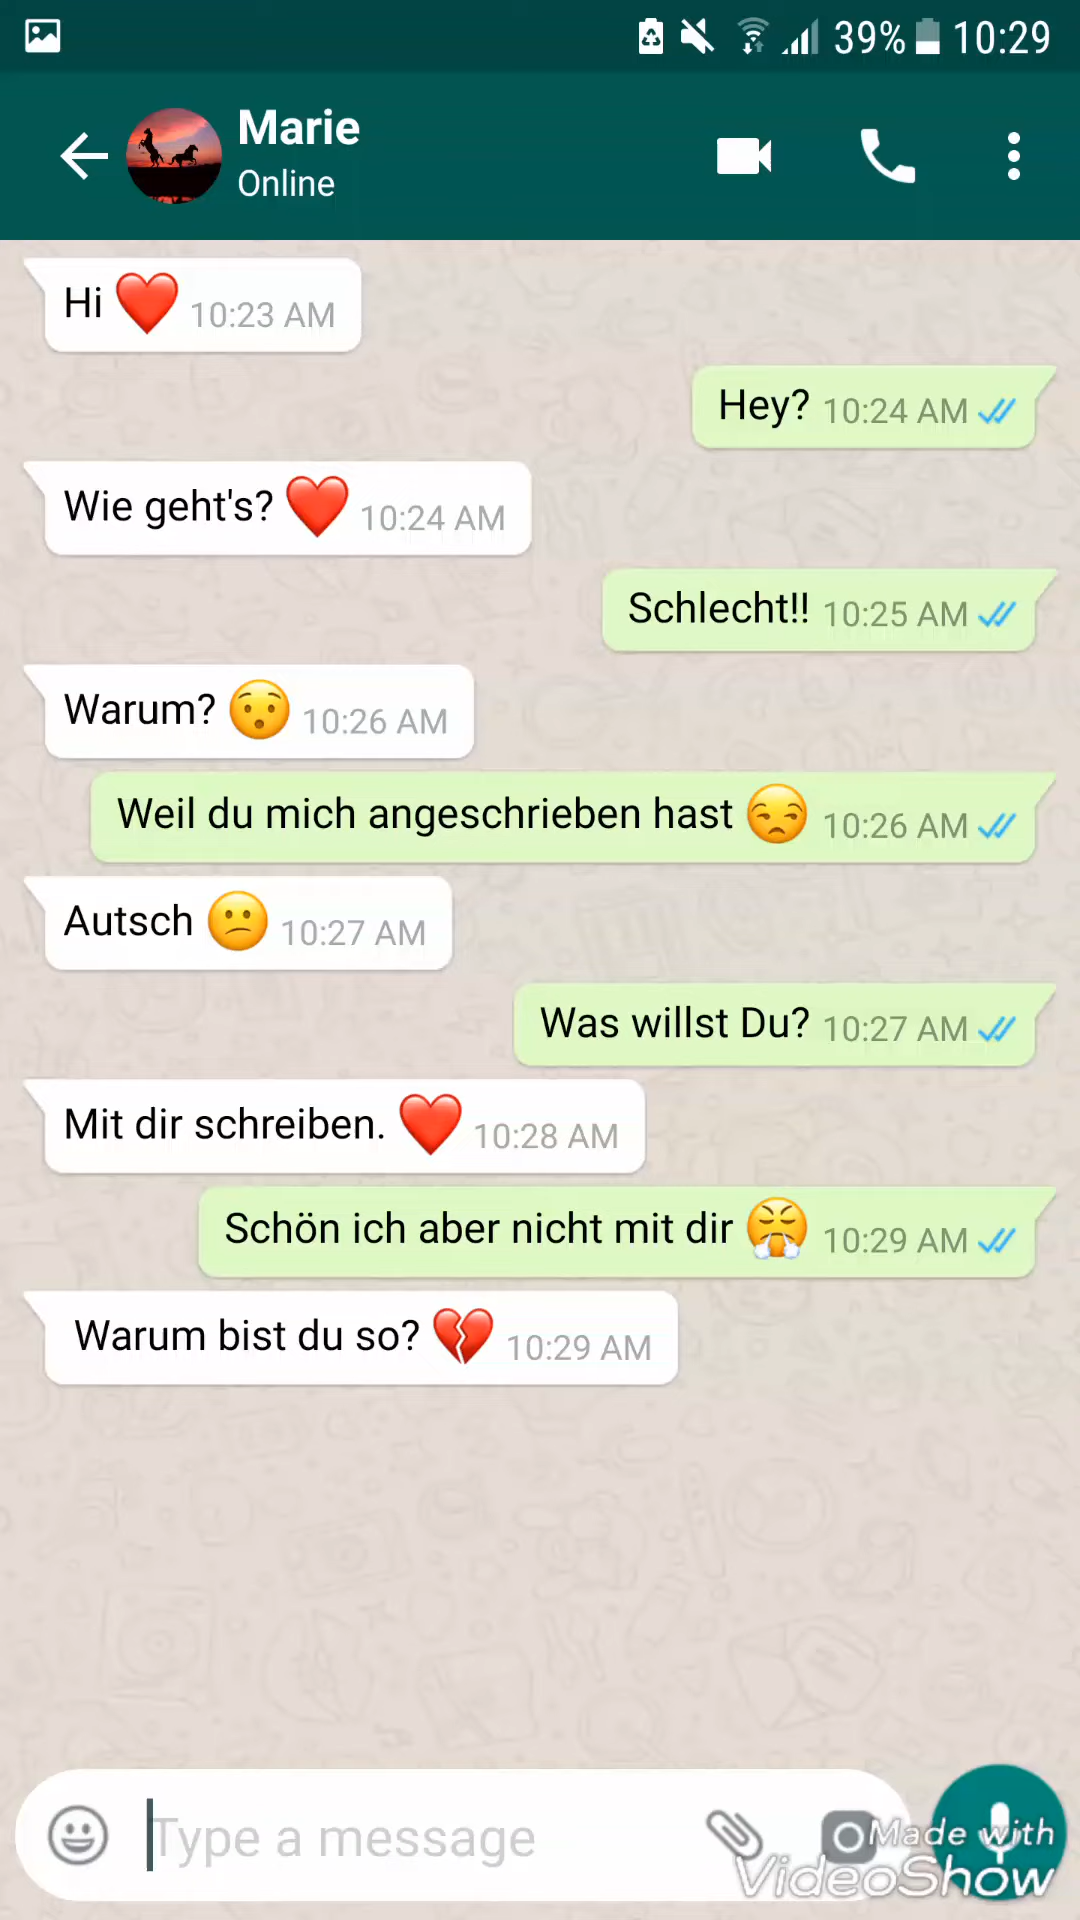 39% 10:29
Marie
Online
Hi ❤️ 10:23 AM
Hey? 10:24 AM
Wie geht's? ❤️ 10:24 AM
Schlecht!! 10:25 AM
Warum? 😯 10:26 AM
Weil du mich angeschrieben hast 😒 10:26 AM
Autsch 😕 10:27 AM
Was willst Du? 10:27 AM
Mit dir schreiben. ❤️ 10:28 AM
Schön ich aber nicht mit dir 😤 10:29 AM
Warum bist du so? 💔 10:29 AM
Type a message
Made with
VideoShow